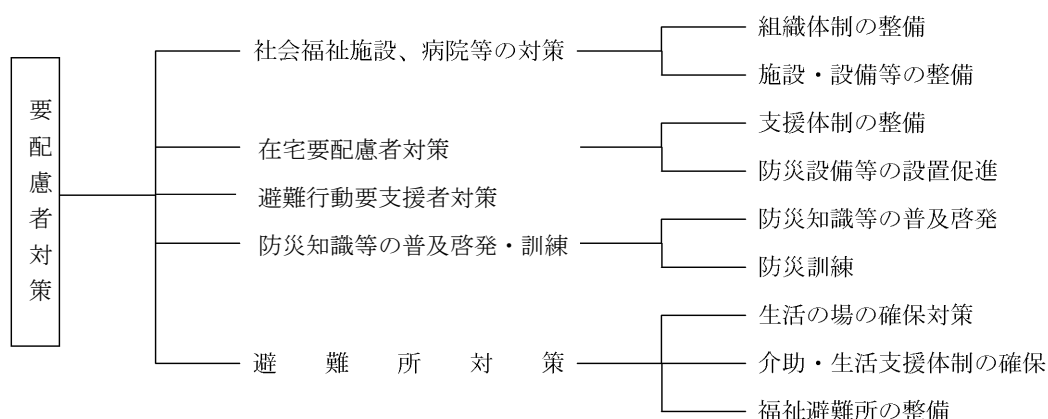 要配慮者対策
社会福祉施設、病院等の対策
組織体制の整備
施設・設備等の整備
在宅要配慮者対策
支援体制の整備
防災設備等の設置促進
避難行動要支援者対策
防災知識等の普及啓発・訓練
防災知識等の普及啓発
防災訓練
避難所対策
生活の場の確保対策
介助・生活支援体制の確保
福祉避難所の整備